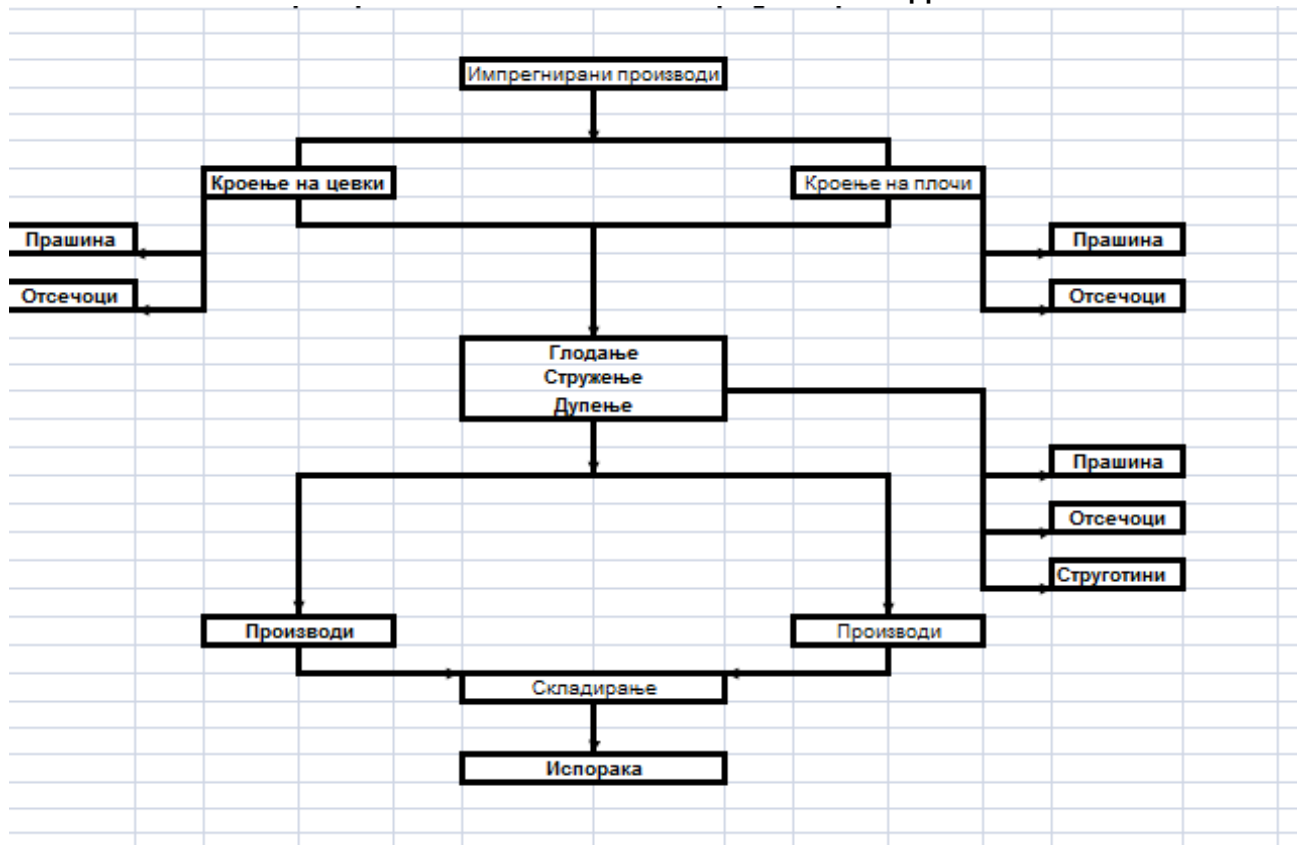 Импрегнирани производи
Кроење на цевки
Кроење на плочи
Прашина
Прашина
Отсечоци
Отсечоци
Глодање
Стружење
Дупење
Прашина
Отсечоци
Струготини
Производи
Производи
Складирање
Испорака